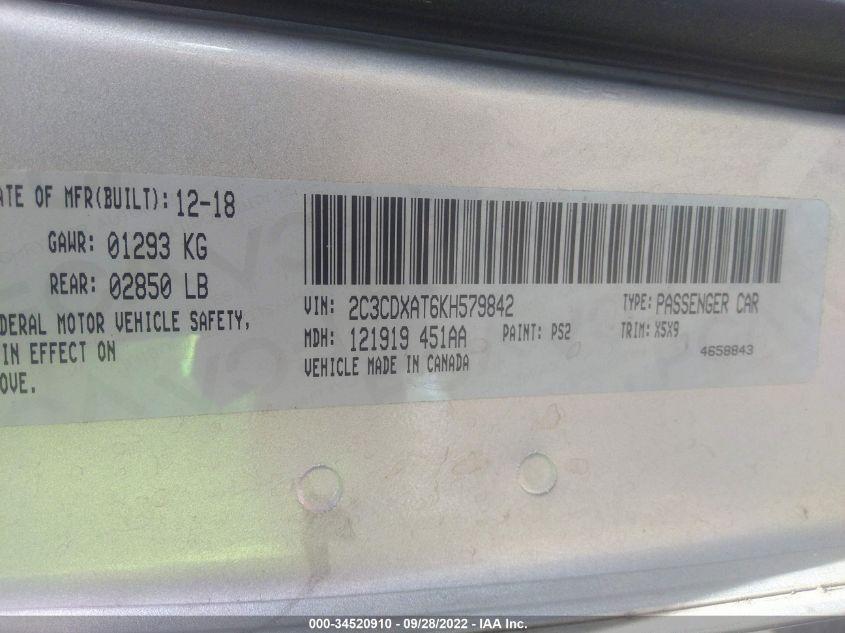 ATE OF MFR(BUILT): 12-18
GAWR: 01293 KG
REAR: 02850 LB
DERAL MOTOR VEHICLE SAFETY,
IN EFFECT ON
OVE.
VIN: 2C3CDXAT6KH579842 TYPE: PASSENGER CAR
MDH: 121919 451AA PAINT: PS2 TRIM: X5X9
VEHICLE MADE IN CANADA 4658843
000-34520910 / 09/28/2022 - IAA Inc.